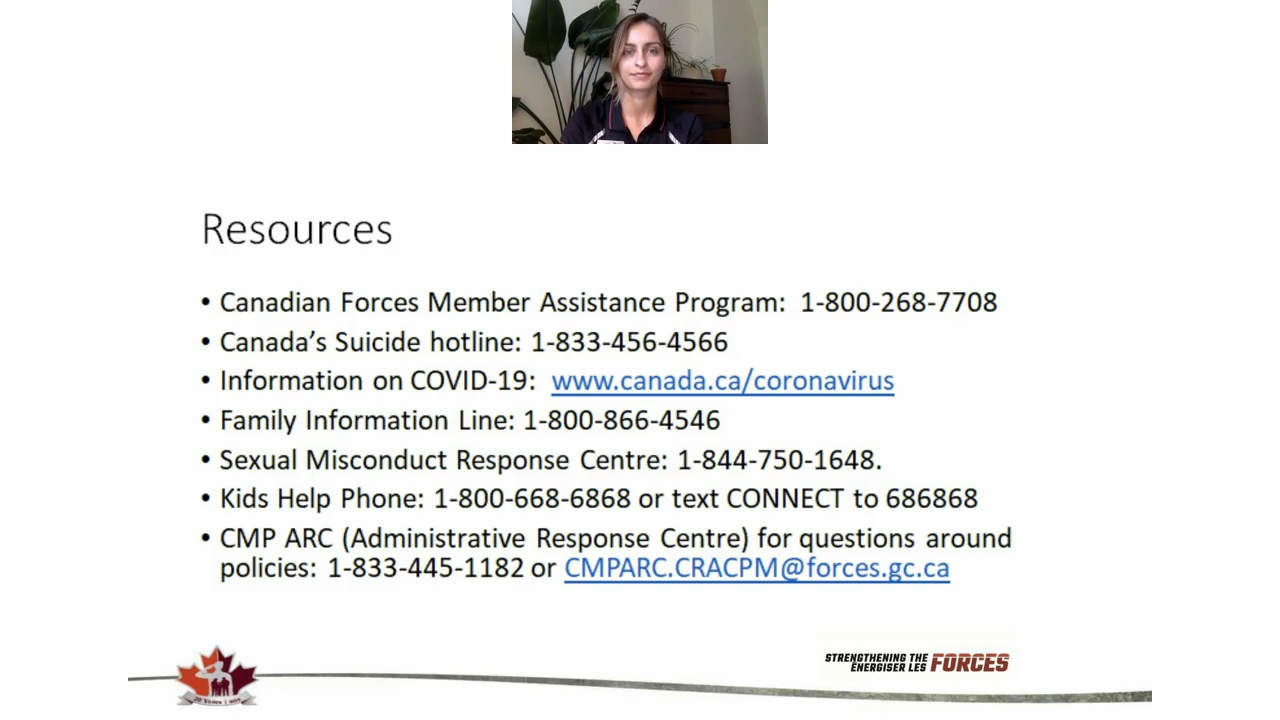 Resources
• Canadian Forces Member Assistance Program: 1-800-268-7708
• Canada's Suicide hotline: 1-833-456-4566
• Information on COVID-19: www.canada.ca/coronavirus
• Family Information Line: 1-800-866-4546
• Sexual Misconduct Response Centre: 1-844-750-1648.
• Kids Help Phone: 1-800-668-6868 or text CONNECT to 686868
• CMP ARC (Administrative Response Centre) for questions around
policies: 1-833-445-1182 or CMPARC.CRACPM@forces.gc.ca
STRENGTHENING THE
ÉNERGISER LES FORCES